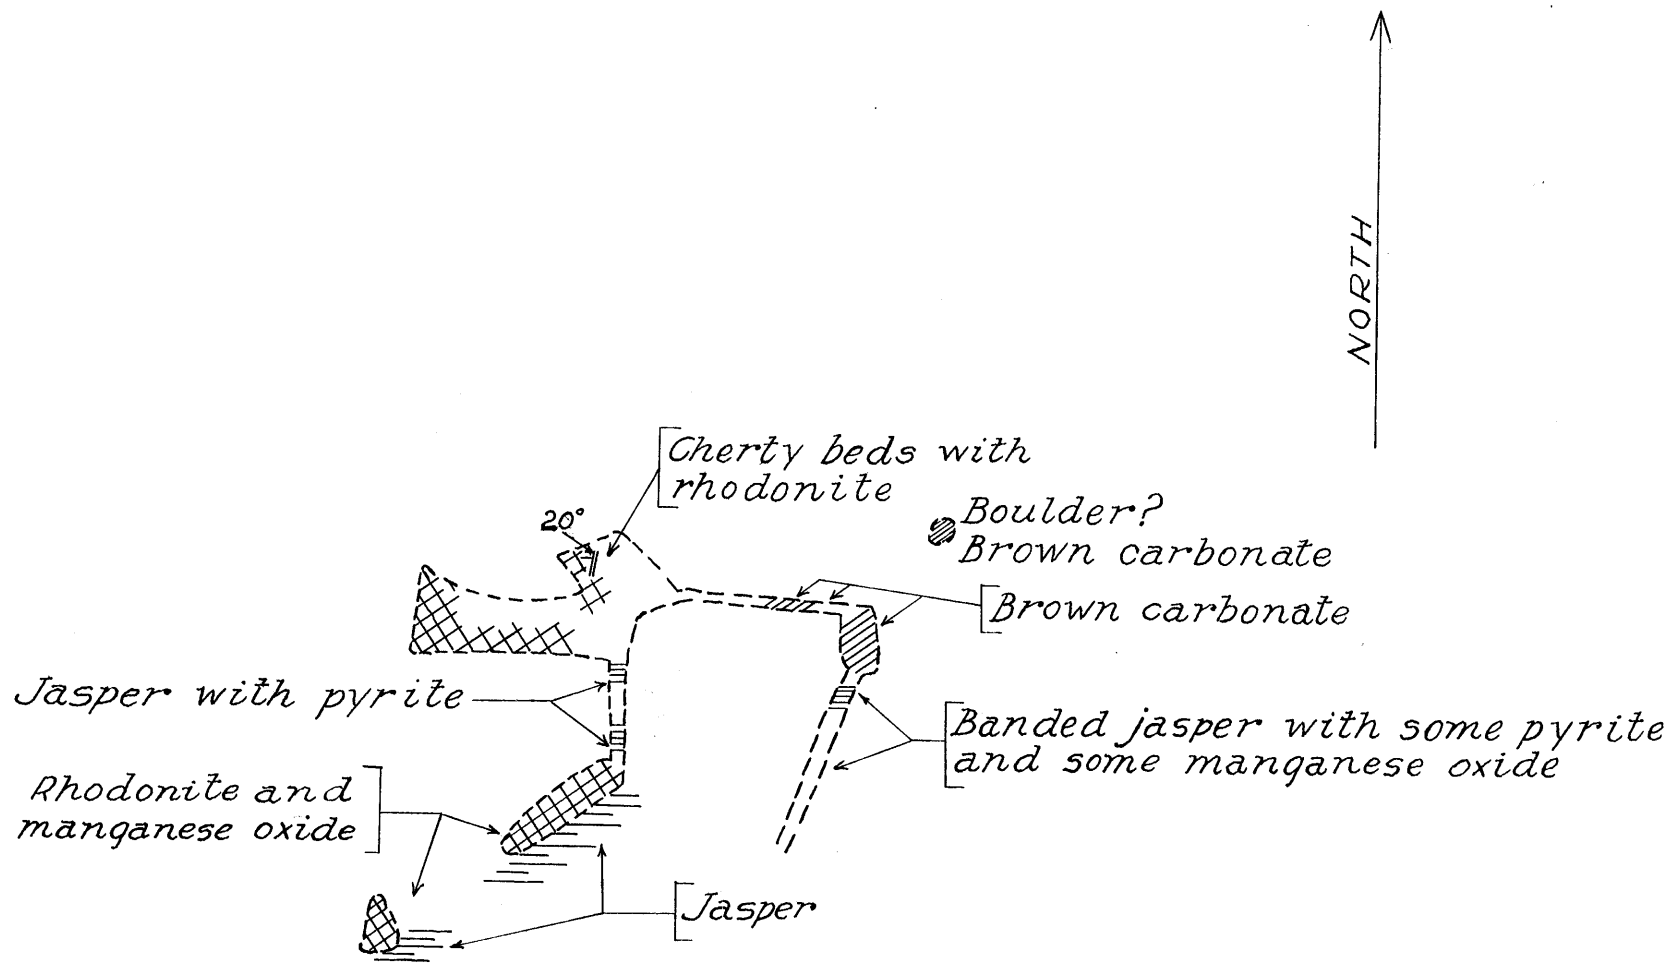 NORTH
Cherty beds with
rhodonite
20°
Boulder?
Brown carbonate
Brown carbonate
Jasper with pyrite
Banded jasper with some pyrite
and some manganese oxide
Rhodonite and
manganese oxide
Jasper